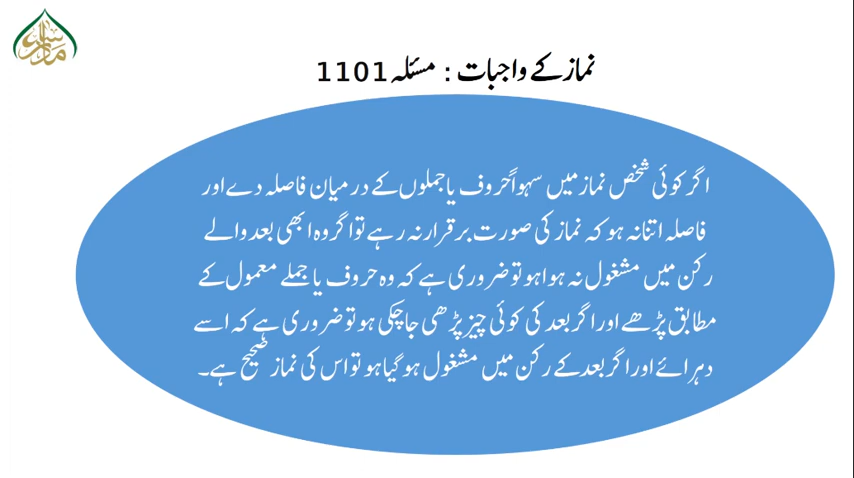 نماز کے واجبات : مسئلہ 1101
اگر کوئی شخص نماز میں سہواً حروف یا جملوں کے درمیان فاصلہ دے اور
فاصلہ اتنا نہ ہو کہ نماز کی صورت برقرار نہ رہے تو اگر وہ ابھی بعد والے
رکن میں مشغول نہ ہوا ہو تو ضروری ہے کہ وہ حروف یا جملے معمول کے
مطابق پڑھے اور اگر بعد کی کوئی چیز پڑھی جاچکی ہو تو ضروری ہے کہ اسے
دہرائے اور اگر بعد کے رکن میں مشغول ہو گیا ہو تو اس کی نماز صحیح ہے۔